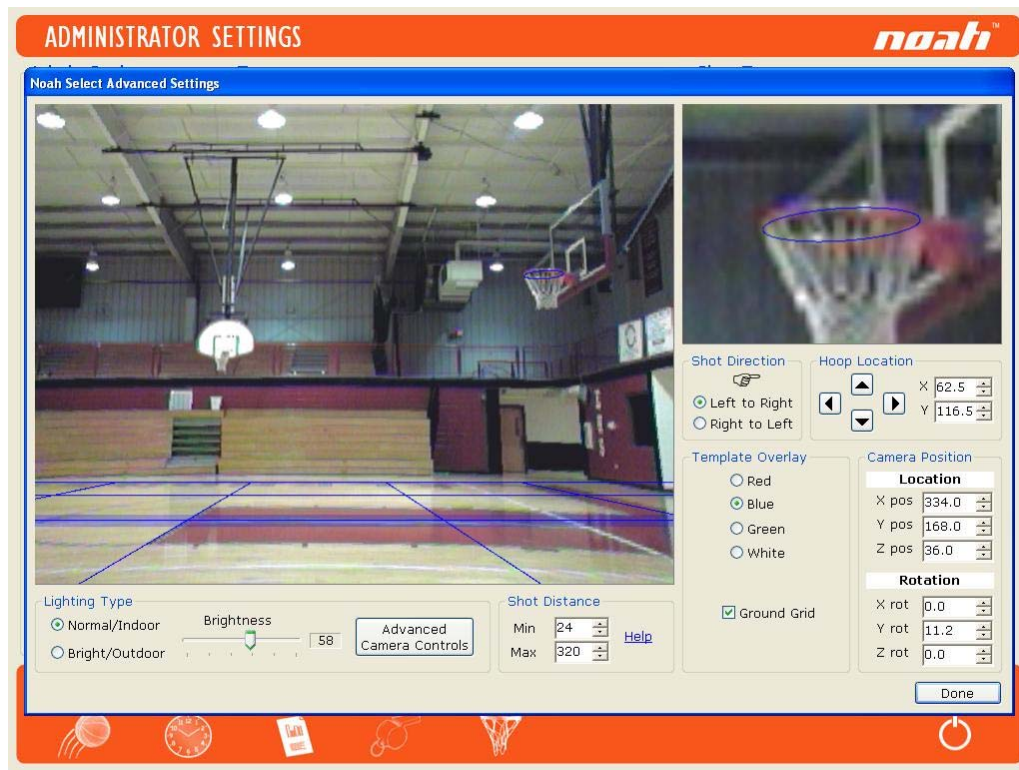 ADMINISTRATOR SETTINGS
noah™
Noah Select Advanced Settings
Shot Direction
Left to Right
Right to Left
Hoop Location
X 62.5
Y 116.5
Template Overlay
Red
Blue
Green
White
Ground Grid
Camera Position
Location
X pos 334.0
Y pos 168.0
Z pos 36.0
Rotation
X rot 0.0
Y rot 11.2
Z rot 0.0
Lighting Type
Normal/Indoor
Bright/Outdoor
Brightness
58
Advanced
Camera Controls
Shot Distance
Min 24
Max 320
Help
Done